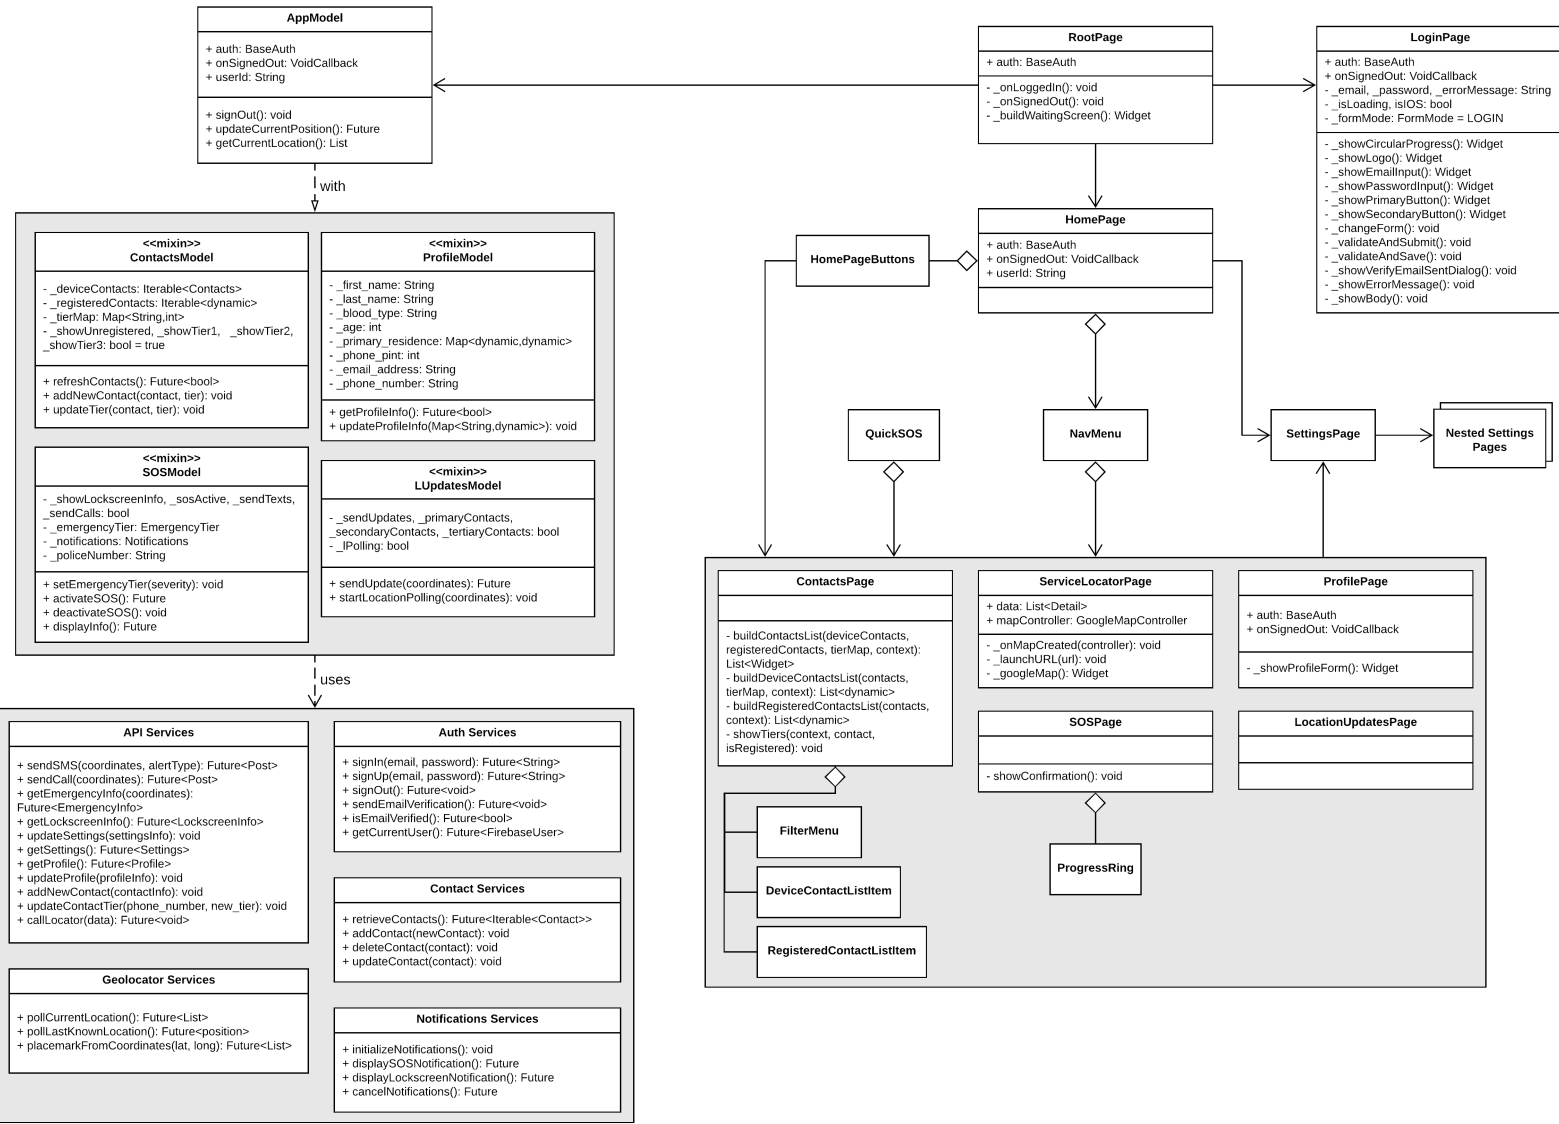 AppModel
+ auth: BaseAuth
+ onSignedOut: VoidCallback
+ userId: String
+ signOut(): void
+ updateCurrentPosition(): Future
+ getCurrentLocation(): List
with
<<mixin>>
ContactsModel
- _deviceContacts: Iterable<Contacts>
- _registeredContacts: Iterable<dynamic>
- _tierMap: Map<String,int>
- _showUnregistered, _showTier1, _showTier2,
_showTier3: bool = true
+ refreshContacts(): Future<bool>
+ addNewContact(contact, tier): void
+ updateTier(contact, tier): void
<<mixin>>
ProfileModel
- _first_name: String
- _last_name: String
- _blood_type: String
- _age: int
- _primary_residence: Map<dynamic,dynamic>
- _phone_pint: int
- _email_address: String
- _phone_number: String
+ getProfileInfo(): Future<bool>
+ updateProfileInfo(Map<String,dynamic>): void
<<mixin>>
SOSModel
- _showLockscreenInfo, _sosActive, _sendTexts,
_sendCalls: bool
- _emergencyTier: EmergencyTier
- _notifications: Notifications
- _policeNumber: String
+ setEmergencyTier(severity): void
+ activateSOS(): Future
+ deactivateSOS(): void
+ displayInfo(): Future
<<mixin>>
LUpdatesModel
- _sendUpdates, _primaryContacts,
_secondaryContacts, _tertiaryContacts: bool
- _lPolling: bool
+ sendUpdate(coordinates): Future
+ startLocationPolling(coordinates): void
uses
API Services
+ sendSMS(coordinates, alertType): Future<Post>
+ sendCall(coordinates): Future<Post>
+ getEmergencyInfo(coordinates):
Future<EmergencyInfo>
+ getLockscreenInfo(): Future<LockscreenInfo>
+ updateSettings(settingsInfo): void
+ getSettings(): Future<Settings>
+ getProfile(): Future<Profile>
+ updateProfile(profileInfo): void
+ addNewContact(contactInfo): void
+ updateContactTier(phone_number, new_tier): void
+ callLocator(data): Future<void>
Auth Services
+ signIn(email, password): Future<String>
+ signUp(email, password): Future<String>
+ signOut(): Future<void>
+ sendEmailVerification(): Future<void>
+ isEmailVerified(): Future<bool>
+ getCurrentUser(): Future<FirebaseUser>
Contact Services
+ retrieveContacts(): Future<Iterable<Contact>>
+ addContact(newContact): void
+ deleteContact(contact): void
+ updateContact(contact): void
Geolocator Services
+ pollCurrentLocation(): Future<List>
+ pollLastKnownLocation(): Future<position>
+ placemarkFromCoordinates(lat, long): Future<List>
Notifications Services
+ initializeNotifications(): void
+ displaySOSNotification(): Future
+ displayLockscreenNotification(): Future
+ cancelNotifications(): Future
RootPage
+ auth: BaseAuth
- _onLoggedIn(): void
- _onSignedOut(): void
- _buildWaitingScreen(): Widget
LoginPage
+ auth: BaseAuth
+ onSignedOut: VoidCallback
- _email, _password, _errorMessage: String
- _isLoading, isIOS: bool
- _formMode: FormMode = LOGIN
- _showCircularProgress(): Widget
- _showLogo(): Widget
- _showEmailInput(): Widget
- _showPasswordInput(): Widget
- _showPrimaryButton(): Widget
- _showSecondaryButton(): Widget
- _changeForm(): void
- _validateAndSubmit(): void
- _validateAndSave(): void
- _showVerifyEmailSentDialog(): void
- _showErrorMessage(): void
- _showBody(): void
HomePage
+ auth: BaseAuth
+ onSignedOut: VoidCallback
+ userId: String
HomePageButtons
QuickSOS
NavMenu
SettingsPage
Nested Settings
Pages
ContactsPage
- buildContactsList(deviceContacts,
registeredContacts, tierMap, context):
List<Widget>
- buildDeviceContactsList(contacts,
tierMap, context): List<dynamic>
- buildRegisteredContactsList(contacts,
context): List<dynamic>
- showTiers(context, contact,
isRegistered): void
ServiceLocatorPage
+ data: List<Detail>
+ mapController: GoogleMapController
- _onMapCreated(controller): void
- _launchURL(url): void
- _googleMap(): Widget
ProfilePage
+ auth: BaseAuth
+ onSignedOut: VoidCallback
- _showProfileForm(): Widget
SOSPage
- showConfirmation(): void
LocationUpdatesPage
FilterMenu
DeviceContactListItem
RegisteredContactListItem
ProgressRing